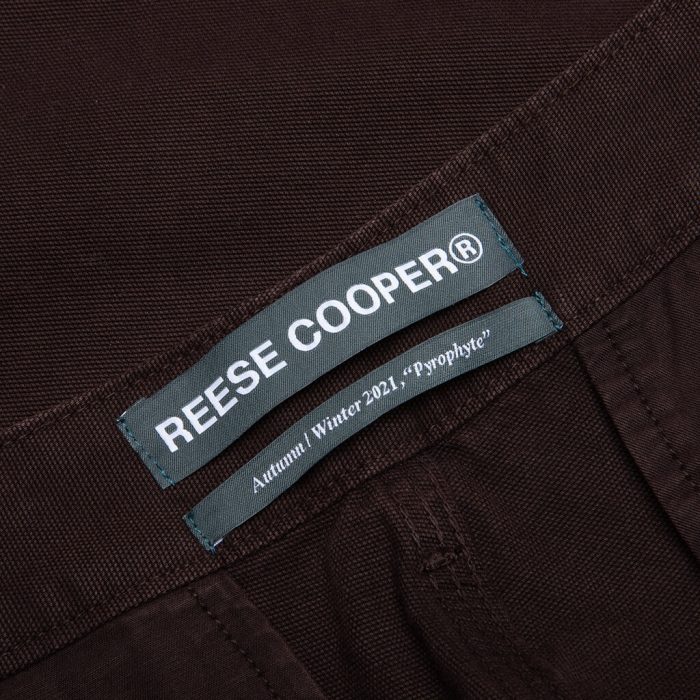 REESE COOPER®
Autumn / Winter 2021, “Pyrophyte”